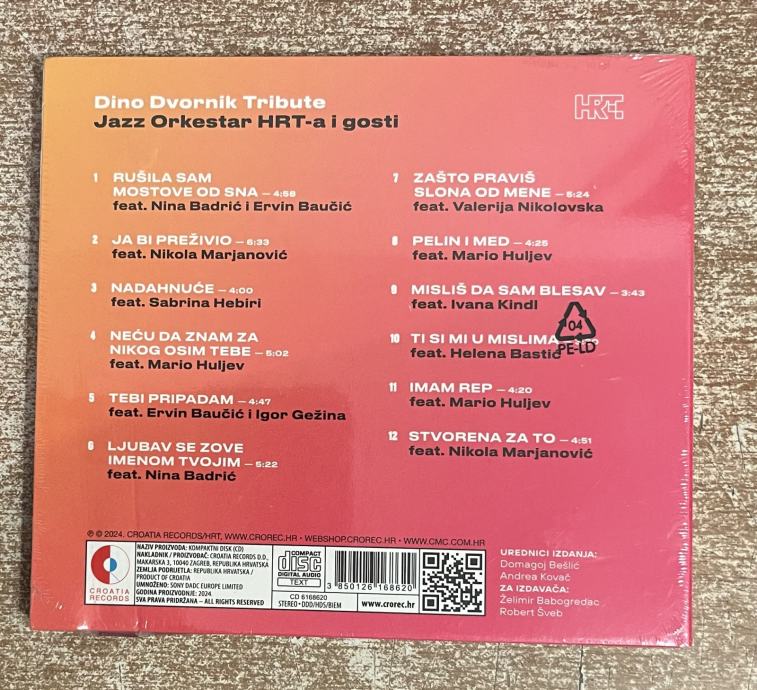 Dino Dvornik Tribute
Jazz Orkestar HRT-a i gosti
HRT
1 RUŠILA SAM
MOSTOVE OD SNA – 4:58
feat. Nina Badrić i Ervin Baučić
2 JA BI PREŽIVIO – 6:33
feat. Nikola Marjanović
3 NADAHNUĆE – 4:00
feat. Sabrina Hebiri
4 NEĆU DA ZNAM ZA
NIKOG OSIM TEBE – 5:02
feat. Mario Huljev
5 TEBI PRIPADAM – 4:47
feat. Ervin Baučić i Igor Gežina
6 LJUBAV SE ZOVE
IMENOM TVOJIM – 5:22
feat. Nina Badrić
7 ZAŠTO PRAVIŠ
SLONA OD MENE – 5:24
feat. Valerija Nikolovska
8 PELIN I MED – 4:25
feat. Mario Huljev
9 MISLIŠ DA SAM BLESAV – 3:43
feat. Ivana Kindl
10 TI SI MI U MISLIMA
feat. Helena Bastić
04
PE-LD
11 IMAM REP – 4:20
feat. Mario Huljev
12 STVORENA ZA TO – 4:51
feat. Nikola Marjanović
℗ © 2024. CROATIA RECORDS/HRT, WWW.CROREC.HR • WEBSHOP.CROREC.HR • WWW.CMC.COM.HR
CROATIA
RECORDS
NAZIV PROIZVODA: KOMPAKTNI DISK (CD)
NAKLADNIK / PROIZVOĐAČ: CROATIA RECORDS D.D.,
MAKARSKA 3, 10040 ZAGREB, REPUBLIKA HRVATSKA
ZEMLJA PODRIJETLA: REPUBLIKA HRVATSKA /
PRODUCT OF CROATIA
UMNOŽENO: SONY DADC EUROPE LIMITED
GODINA PROIZVODNJE: 2024.
SVA PRAVA PRIDRŽANA – ALL RIGHTS RESERVED
COMPACT
disc
DIGITAL AUDIO
TEXT
CD 6168620
STEREO • DDD/HDS/BIEM
3 850126 168620
www.crorec.hr
UREDNICI IZDANJA:
Domagoj Bešlić
Andrea Kovač
ZA IZDAVAČA:
Želimir Babogredac
Robert Šveb